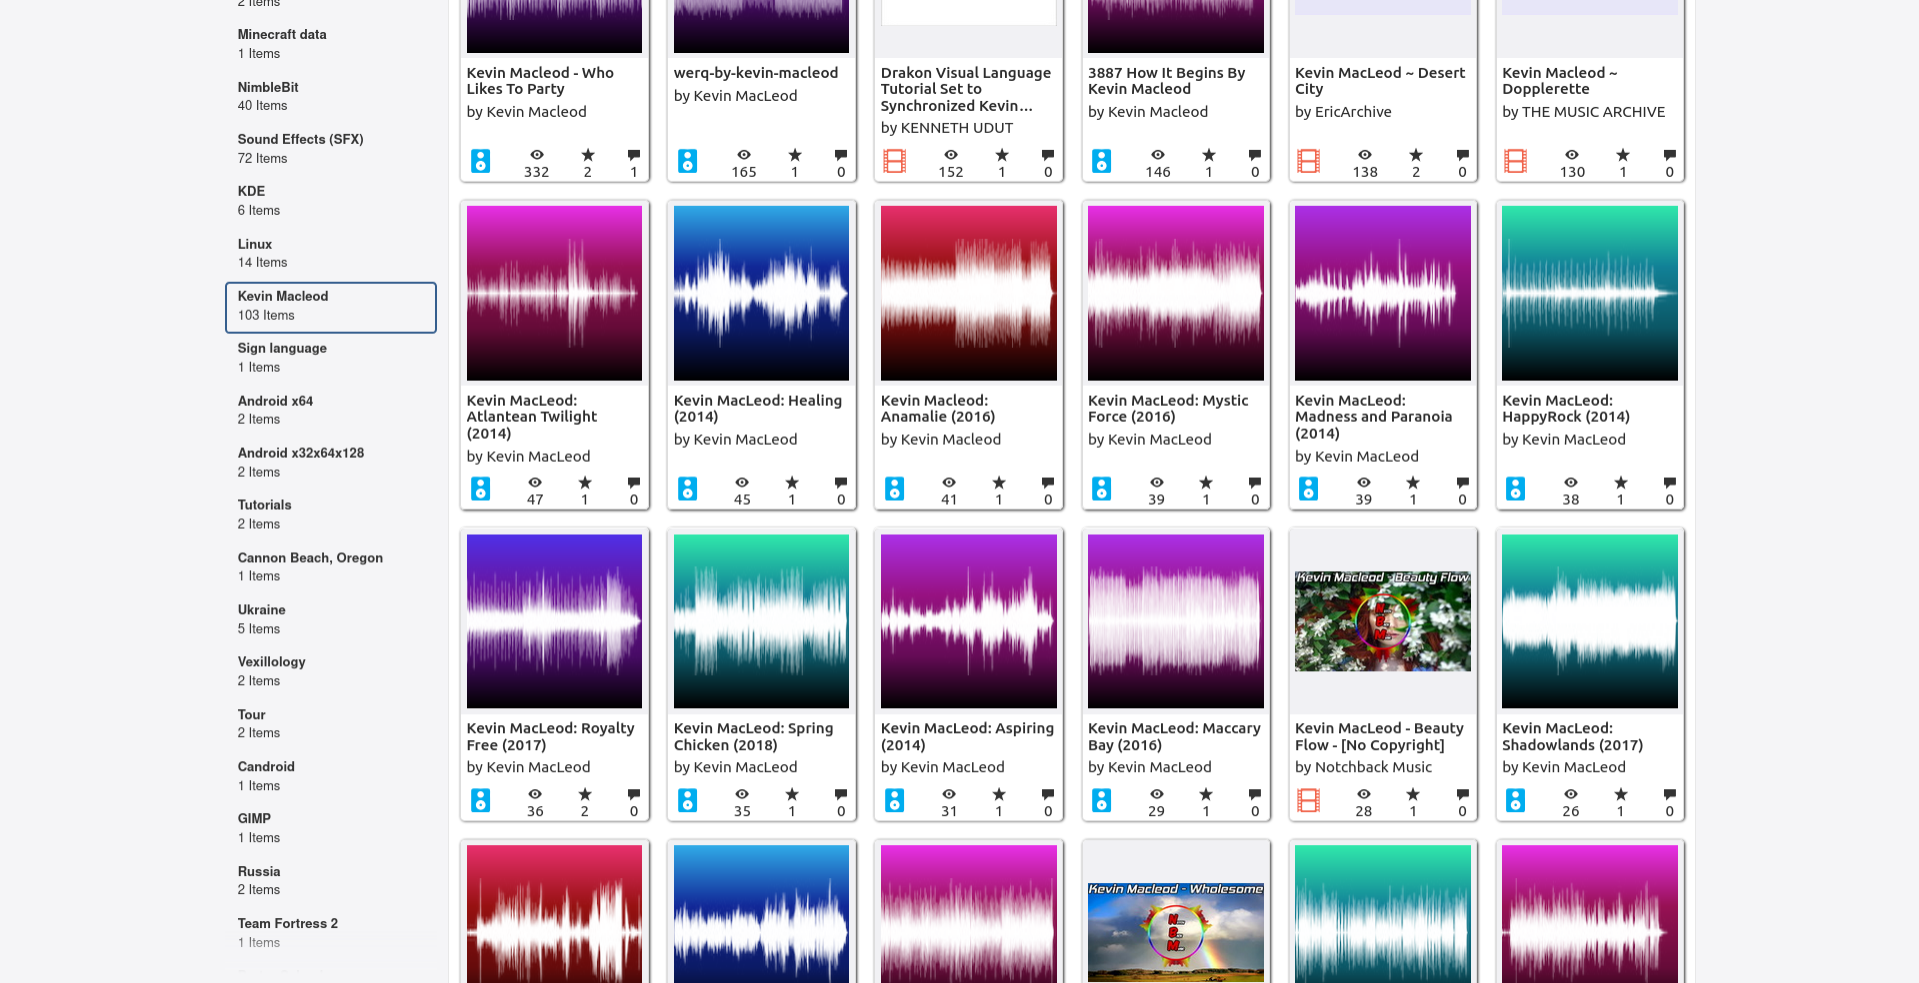 2 Items
Minecraft data
1 Items
NimbleBit
40 Items
Sound Effects (SFX)
72 Items
KDE
6 Items
Linux
14 Items
Kevin Macleod
103 Items
Sign language
1 Items
Android x64
2 Items
Android x32x64x128
2 Items
Tutorials
2 Items
Cannon Beach, Oregon
1 Items
Ukraine
5 Items
Vexillology
2 Items
Tour
2 Items
Candroid
1 Items
GIMP
1 Items
Russia
2 Items
Team Fortress 2
1 Items
Kevin Macleod - Who
Likes To Party
by Kevin Macleod
332 2 1
werq-by-kevin-macleod
by Kevin MacLeod
165 1 0
Drakon Visual Language
Tutorial Set to
Synchronized Kevin...
by KENNETH UDUT
152 1 0
3887 How It Begins By
Kevin Macleod
by Kevin Macleod
146 1 0
Kevin MacLeod ~ Desert
City
by EricArchive
138 2 0
Kevin Macleod ~
Dopplerette
by THE MUSIC ARCHIVE
130 1 0
Kevin MacLeod:
Atlantean Twilight
(2014)
by Kevin MacLeod
47 1 0
Kevin MacLeod: Healing
(2014)
by Kevin MacLeod
45 1 0
Kevin Macleod:
Anamalie (2016)
by Kevin Macleod
41 1 0
Kevin MacLeod: Mystic
Force (2016)
by Kevin MacLeod
39 1 0
Kevin MacLeod:
Madness and Paranoia
(2014)
by Kevin MacLeod
39 1 0
Kevin MacLeod:
HappyRock (2014)
by Kevin MacLeod
38 1 0
Kevin MacLeod: Royalty
Free (2017)
by Kevin MacLeod
36 2 0
Kevin MacLeod: Spring
Chicken (2018)
by Kevin MacLeod
35 1 0
Kevin MacLeod: Aspiring
(2014)
by Kevin MacLeod
31 1 0
Kevin MacLeod: Maccary
Bay (2016)
by Kevin MacLeod
29 1 0
Kevin Macleod - Beauty Flow
N...
B...
M...
Kevin MacLeod - Beauty
Flow - [No Copyright]
by Notchback Music
28 1 0
Kevin MacLeod:
Shadowlands (2017)
by Kevin MacLeod
26 1 0
Kevin Macleod - Wholesome
N...
B...
M...